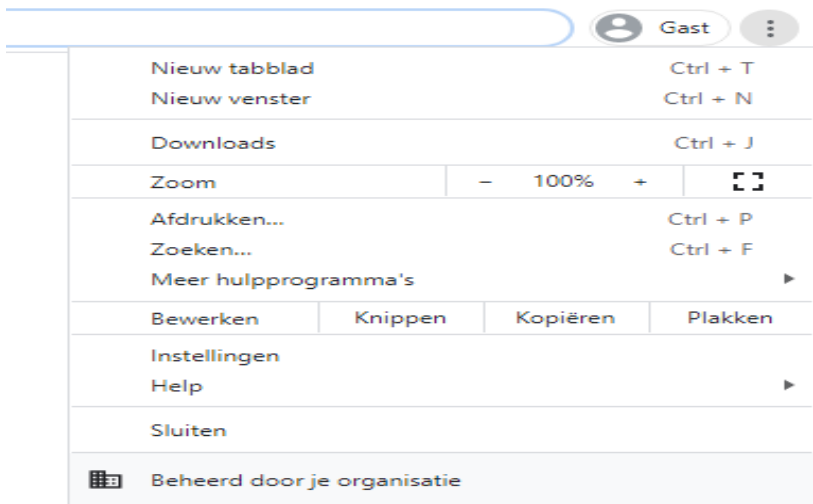 Gast
Nieuw tabblad Ctrl + T
Nieuw venster Ctrl + N
Downloads Ctrl + J
Zoom - 100% +
Afdrukken... Ctrl + P
Zoeken... Ctrl + F
Meer hulpprogramma's
Bewerken Knippen Kopiëren Plakken
Instellingen
Help
Sluiten
Beheerd door je organisatie